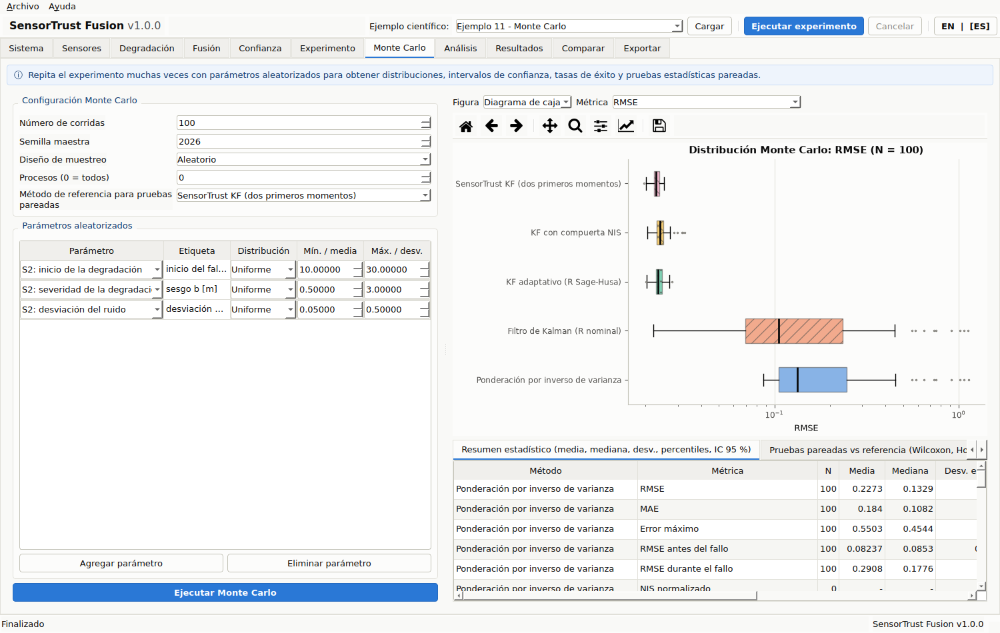 Archivo Ayuda
SensorTrust Fusion v1.0.0
Ejemplo científico: Ejemplo 11 - Monte Carlo Cargar Ejecutar experimento Cancelar EN | [ES]
Sistema Sensores Degradación Fusión Confianza Experimento Monte Carlo Análisis Resultados Comparar Exportar
ⓘ Repita el experimento muchas veces con parámetros aleatorizados para obtener distribuciones, intervalos de confianza, tasas de éxito y pruebas estadísticas pareadas.
Configuración Monte Carlo
Número de corridas 100
Semilla maestra 2026
Diseño de muestreo Aleatorio
Procesos (0 = todos) 0
Método de referencia para pruebas pareadas SensorTrust KF (dos primeros momentos)
Parámetros aleatorizados
Parámetro Etiqueta Distribución Mín. / media Máx. / desv.
S2: inicio de la degradación inicio del fal... Uniforme 10.00000 30.00000
S2: severidad de la degradaci sesgo b [m] Uniforme 0.50000 3.00000
S2: desviación del ruido desviación ... Uniforme 0.05000 0.50000
Agregar parámetro Eliminar parámetro
Ejecutar Monte Carlo
Figura Diagrama de caja Métrica RMSE
Distribución Monte Carlo: RMSE (N = 100)
SensorTrust KF (dos primeros momentos)
KF con compuerta NIS
KF adaptativo (R Sage-Husa)
Filtro de Kalman (R nominal)
Ponderación por inverso de varianza
10⁻¹ 10⁰
RMSE
Resumen estadístico (media, mediana, desv., percentiles, IC 95 %) Pruebas pareadas vs referencia (Wilcoxon, Ho
Método Métrica N Media Mediana Desv. e
Ponderación por inverso de varianza RMSE 100 0.2273 0.1329
Ponderación por inverso de varianza MAE 100 0.184 0.1082
Ponderación por inverso de varianza Error máximo 100 0.5503 0.4544
Ponderación por inverso de varianza RMSE antes del fallo 100 0.08237 0.0853
Ponderación por inverso de varianza RMSE durante el fallo 100 0.2908 0.1776
Ponderación por inverso de varianza NIS normalizado 0 - -
Finalizado SensorTrust Fusion v1.0.0